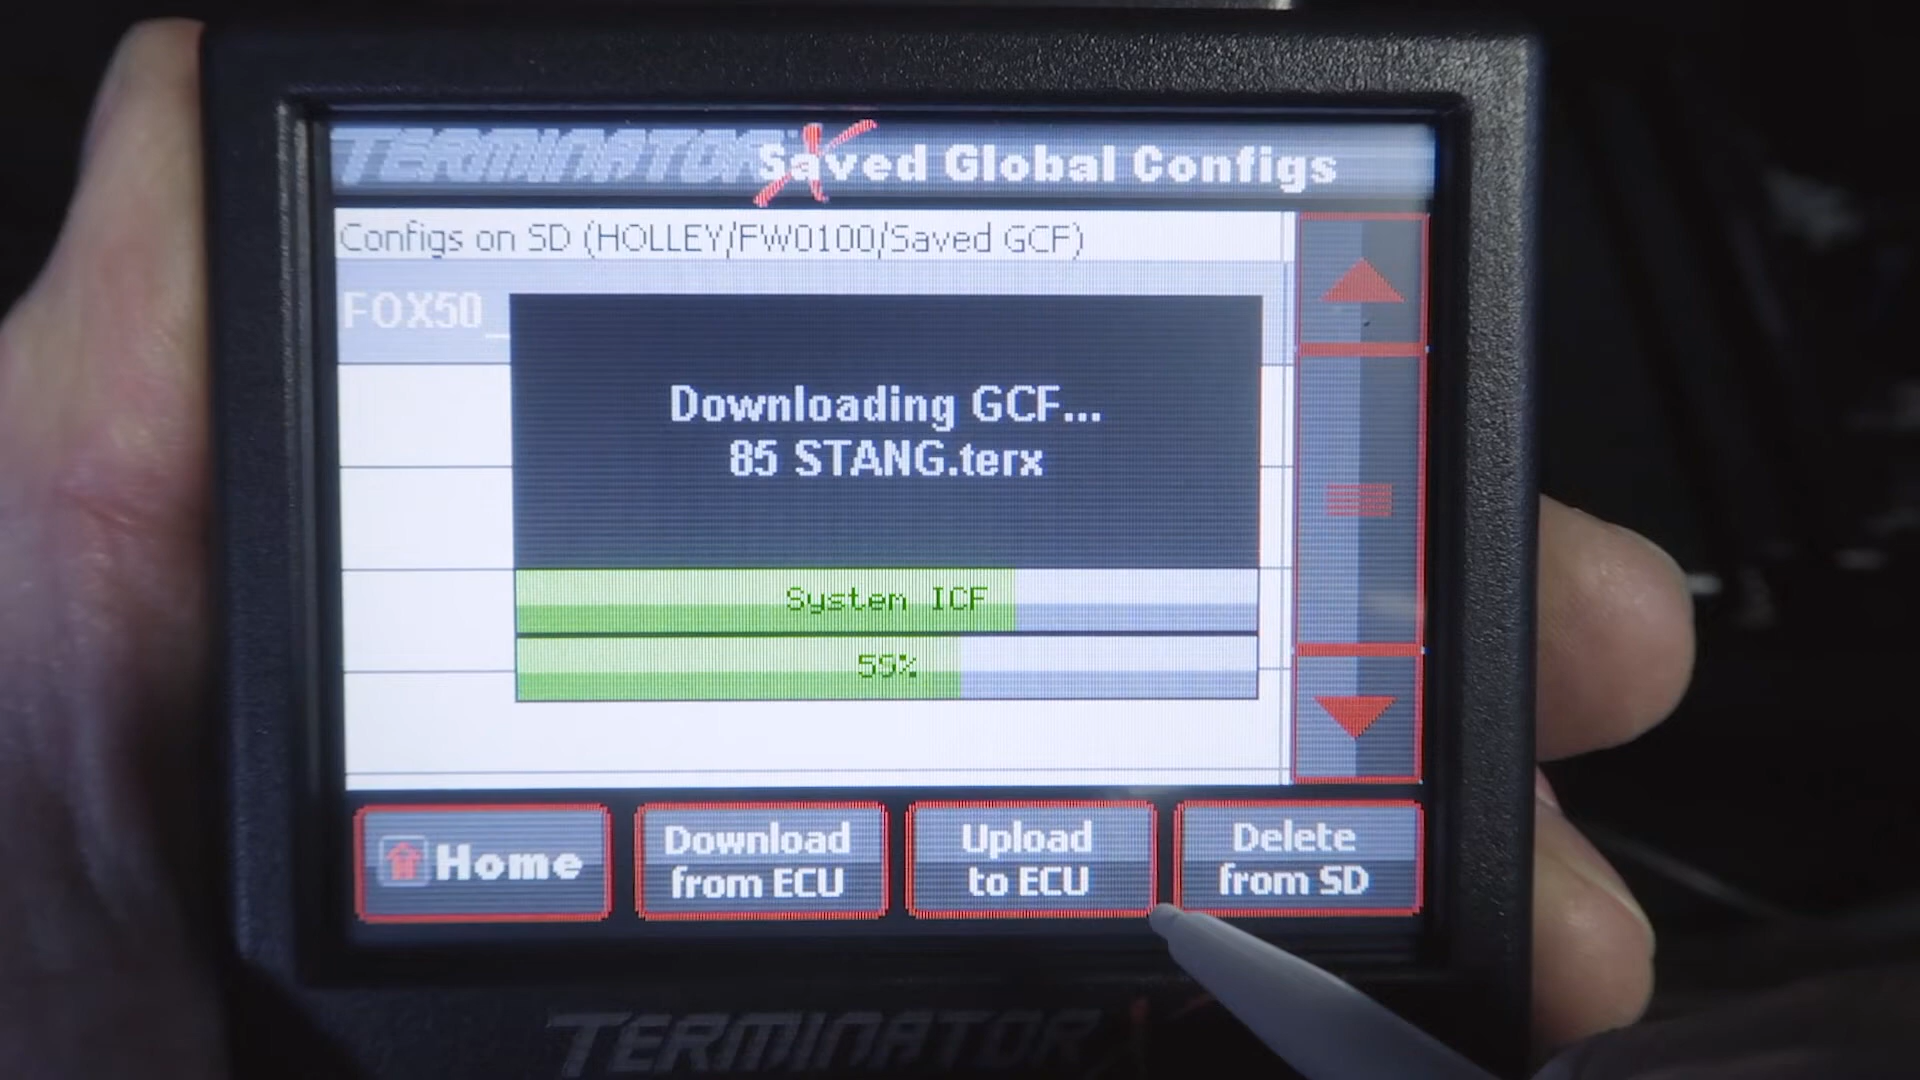 TERMINATOR X
Saved Global Configs
Configs on SD (HOLLEY/FW0100/Saved GCF)
FOX50_
Downloading GCF...
85 STANG.terx
System ICF
59%
Home
Download
from ECU
Upload
to ECU
Delete
from SD
TERMINATOR X